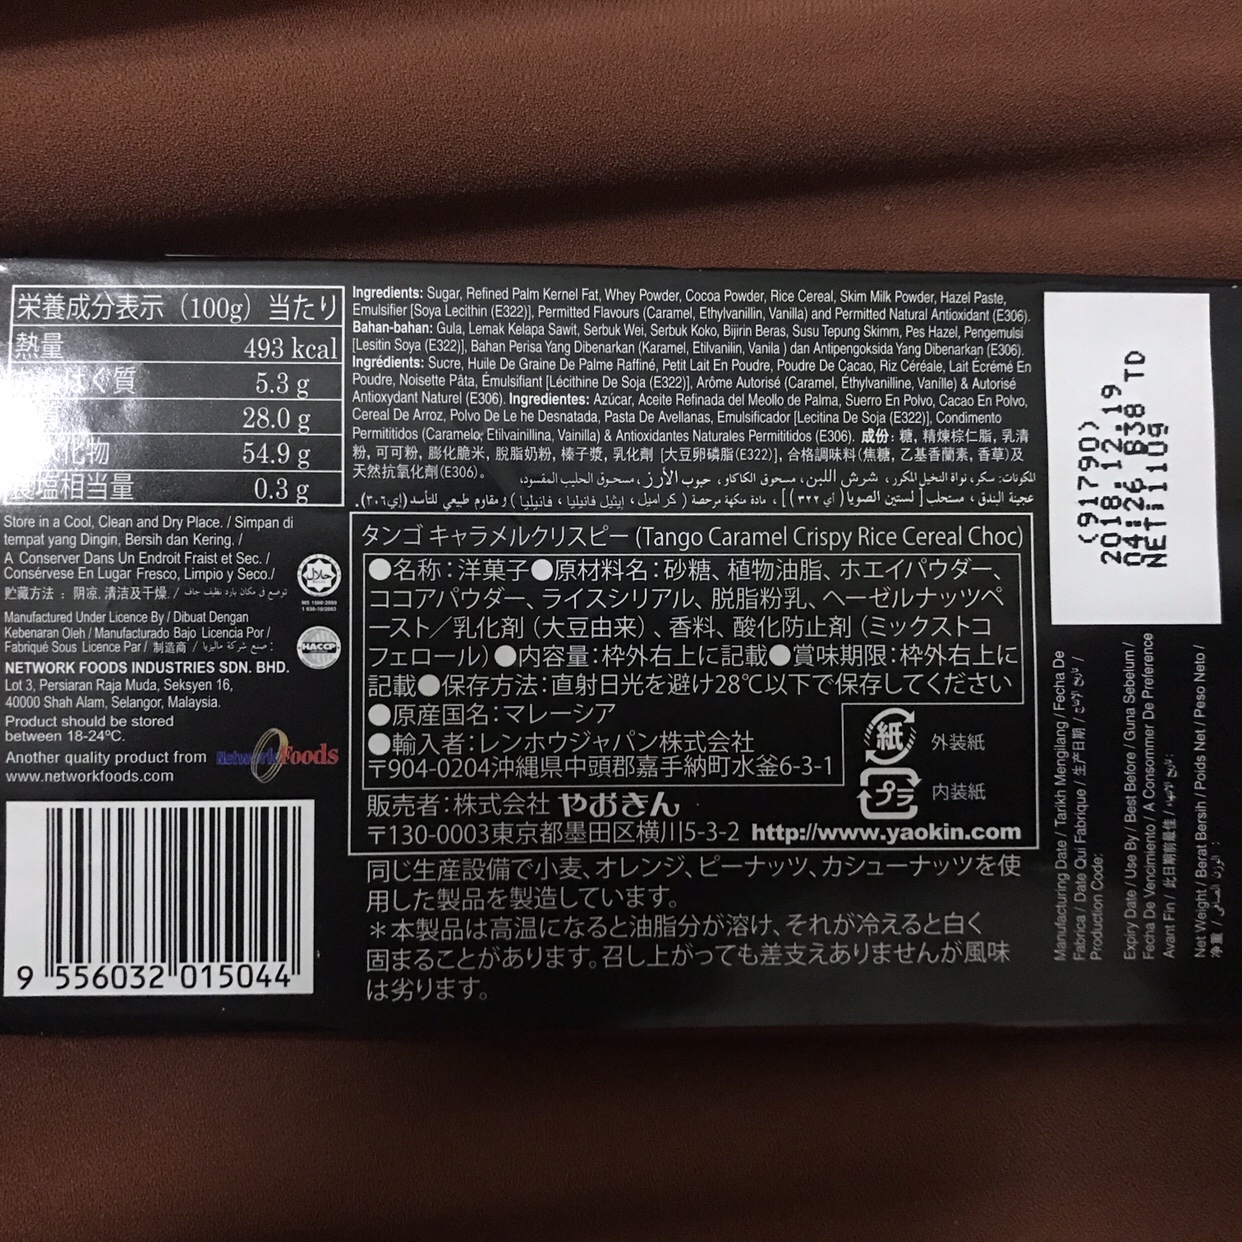 栄養成分表示（100g）当たり
熱量 493 kcal
ぱく質 5.3 g
28.0 g
化物 54.9 g
塩相当量 0.3 g
Store in a Cool, Clean and Dry Place. / Simpan di
tempat yang Dingin, Bersih dan Kering. /
A Conserver Dans Un Endroit Fraist et Sec. /
Consérvese En Lugar Fresco, Limpio y Seco./
贮藏方法 : 阴凉, 清洁及干燥. /
Manufactured Under Licence By / Dibuat Dengan
Kebenaran Oleh / Manufacturado Bajo Licencia Por /
Fabriqué Sous Licence Par / 制造商 /
NETWORK FOODS INDUSTRIES SDN. BHD.
Lot 3, Persiaran Raja Muda, Seksyen 16,
40000 Shah Alam, Selangor, Malaysia.
Product should be stored
between 18-24ºC.
Another quality product from Network Foods
www.networkfoods.com
HACCP
9 556032 015044
Ingredients: Sugar, Refined Palm Kernel Fat, Whey Powder, Cocoa Powder, Rice Cereal, Skim Milk Powder, Hazel Paste,
Emulsifier [Soya Lecithin (E322)], Permitted Flavours (Caramel, Ethylvanillin, Vanilla) and Permitted Natural Antioxidant (E306).
Bahan-bahan: Gula, Lemak Kelapa Sawit, Serbuk Wei, Serbuk Koko, Bijirin Beras, Susu Tepung Skimm, Pes Hazel, Pengemulsi
[Lesitin Soya (E322)], Bahan Perisa Yang Dibenarkan (Karamel, Etilvanilin, Vanila ) dan Antipengoksida Yang Dibenarkan (E306).
Ingrédients: Sucre, Huile De Graine De Palme Raffiné, Petit Lait En Poudre, Poudre De Cacao, Riz Céréale, Lait Écrémé En
Poudre, Noisette Pâta, Émulsifiant [Lécithine De Soja (E322)], Arôme Autorisé (Caramel, Éthylvanilline, Vanille) & Autorisé
Antioxydant Naturel (E306). Ingredientes: Azúcar, Aceite Refinada del Meollo de Palma, Suerro En Polvo, Cacao En Polvo,
Cereal De Arroz, Polvo De Le he Desnatada, Pasta De Avellanas, Emulsificador [Lecitina De Soja (E322)], Condimento
Permititidos (Caramelo, Etilvainillina, Vainilla) & Antioxidantes Naturales Permititidos (E306). 成份: 糖, 精煉棕仁脂, 乳清
粉, 可可粉, 膨化脆米, 脫脂奶粉, 榛子漿, 乳化劑 [大豆卵磷脂(E322)], 合格調味料(焦糖, 乙基香蘭素, 香草)及
天然抗氧化劑(E306).
タンゴ キャラメルクリスピー (Tango Caramel Crispy Rice Cereal Choc)
●名称：洋菓子●原材料名：砂糖、植物油脂、ホエイパウダー、
ココアパウダー、ライスシリアル、脱脂粉乳、ヘーゼルナッツペ
ースト／乳化剤（大豆由来）、香料、酸化防止剤（ミックストコ
フェロール）●内容量：枠外右上に記載●賞味期限：枠外右上に
記載●保存方法：直射日光を避け28℃以下で保存してください
●原産国名：マレーシア
●輸入者：レンホウジャパン株式会社
〒904-0204沖縄県中頭郡嘉手納町水釜6-3-1
紙 外装紙
プラ 内装紙
販売者：株式会社 やおきん
〒130-0003東京都墨田区横川5-3-2 http://www.yaokin.com
同じ生産設備で小麦、オレンジ、ピーナッツ、カシューナッツを使
用した製品を製造しています。
＊本製品は高温になると油脂分が溶け、それが冷えると白く
固まることがあります。召し上がっても差支えありませんが風味
は劣ります。
(91790)
2018.12.19
04:26 B38 TD
NET:110g
Manufacturing Date / Tarikh Mengilang / Fecha De
Fabrica / Date Oui Fabrique / 生产日期 /
Production Code:
Expiry Date / Use By / Best Before / Guna Sebelum /
Fecha De Vencimiento / A Consommer De Preference
Avant Fin / 此日期前最佳 /
Net Weight / Berat Bersih / Poids Net / Peso Neto /
净重 /